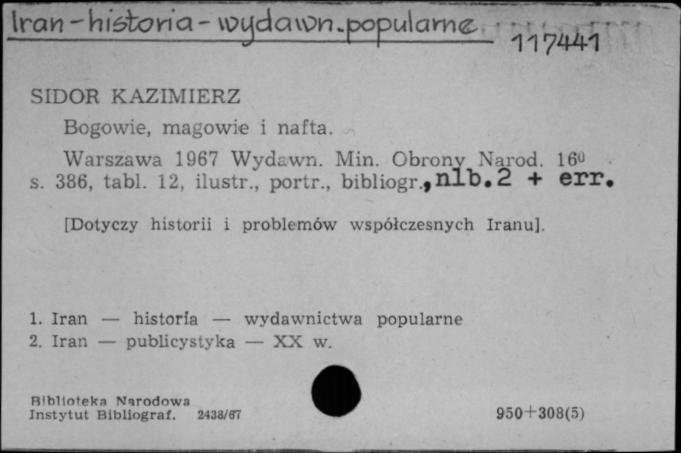 Iran - historia - wydawn. popularne
117441
SIDOR KAZIMIERZ
Bogowie, magowie i nafta.
Warszawa 1967 Wydawn. Min. Obrony Narod. 16⁰
s. 386, tabl. 12, ilustr., portr., bibliogr., nlb. 2 + err.
[Dotyczy historii i problemów współczesnych Iranu].
1. Iran — historia — wydawnictwa popularne
2. Iran — publicystyka — XX w.
Biblioteka Narodowa
Instytut Bibliograf. 2438/67
950+308(5)